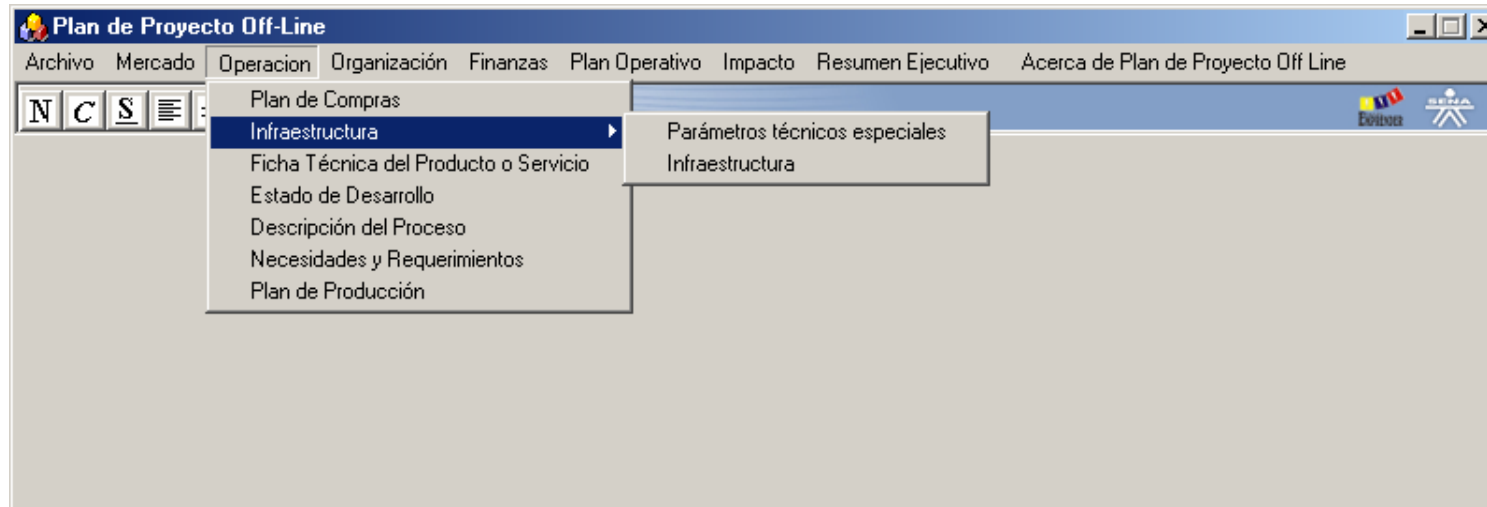 Plan de Proyecto Off-Line
Archivo Mercado Operacion Organización Finanzas Plan Operativo Impacto Resumen Ejecutivo Acerca de Plan de Proyecto Off Line
N C S
SENA
Plan de Compras
Infraestructura
Parámetros técnicos especiales
Ficha Técnica del Producto o Servicio
Infraestructura
Estado de Desarrollo
Descripción del Proceso
Necesidades y Requerimientos
Plan de Producción